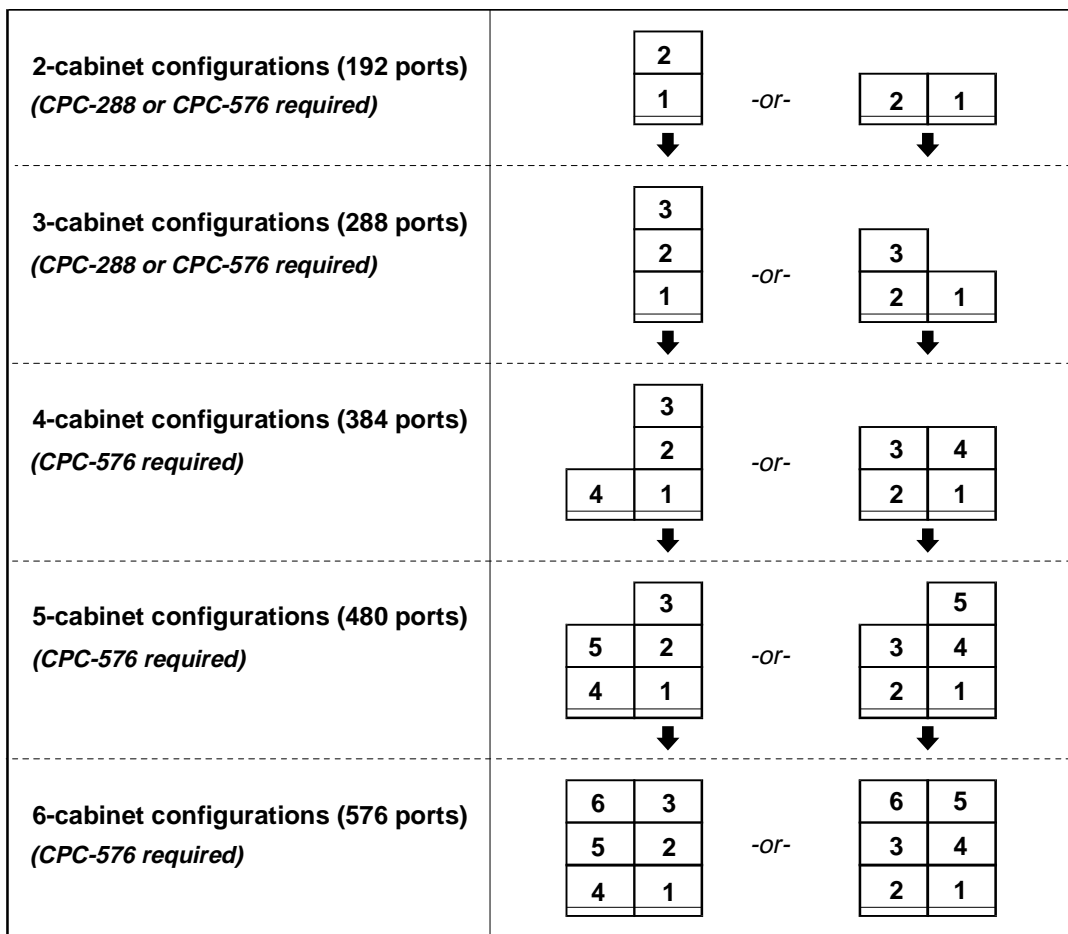 2-cabinet configurations (192 ports)
(CPC-288 or CPC-576 required)
2
1
-or-
2 1
3-cabinet configurations (288 ports)
(CPC-288 or CPC-576 required)
3
2
1
-or-
3
2 1
4-cabinet configurations (384 ports)
(CPC-576 required)
3
2
4 1
-or-
3 4
2 1
5-cabinet configurations (480 ports)
(CPC-576 required)
3
5 2
4 1
-or-
5
3 4
2 1
6-cabinet configurations (576 ports)
(CPC-576 required)
6 3
5 2
4 1
-or-
6 5
3 4
2 1